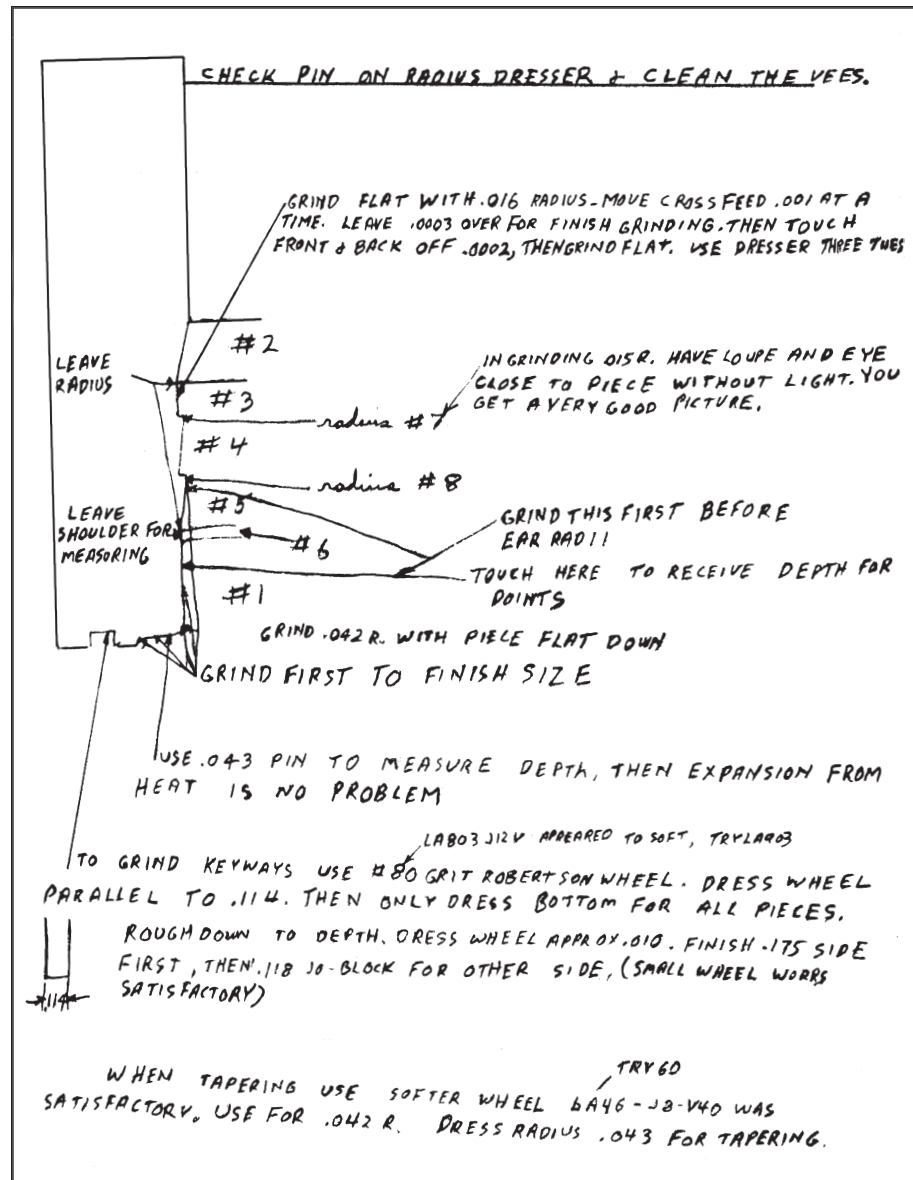 CHECK PIN ON RADIUS DRESSER & CLEAN THE VEES.
GRIND FLAT WITH .016 RADIUS-MOVE CROSSFEED .001 AT A
TIME. LEAVE .0003 OVER FOR FINISH GRINDING. THEN TOUCH
FRONT & BACK OFF .0002, THEN GRIND FLAT. USE DRESSER THREE
#2
LEAVE
RADIUS
#3
IN GRINDING .015R. HAVE LOUPE AND EYE
CLOSE TO PIECE WITHOUT LIGHT. YOU
GET A VERY GOOD PICTURE.
radius #
#4
radius #8
#5
LEAVE
SHOULDER FOR
MEASURING
GRIND THIS FIRST BEFORE
EAR RADII
#6
TOUCH HERE TO RECEIVE DEPTH FOR
POINTS
#1
GRIND .042 R. WITH PIECE FLAT DOWN
GRIND FIRST TO FINISH SIZE
USE .043 PIN TO MEASURE DEPTH, THEN EXPANSION FROM
HEAT IS NO PROBLEM
LA803 J12V APPEARED TO SOFT, TRY LA903
TO GRIND KEYWAYS USE #80 GRIT ROBERTSON WHEEL. DRESS WHEEL
PARALLEL TO .114. THEN ONLY DRESS BOTTOM FOR ALL PIECES.
ROUGH DOWN TO DEPTH. DRESS WHEEL APPROX .010. FINISH .175 SIDE
FIRST, THEN .118 JO-BLOCK FOR OTHER SIDE, (SMALL WHEEL WORKS
SATISFACTORY)
.114
TRY 60
WHEN TAPERING USE SOFTER WHEEL 6A46-J8-V40 WAS
SATISFACTORY. USE FOR .042 R. DRESS RADIUS .043 FOR TAPERING.